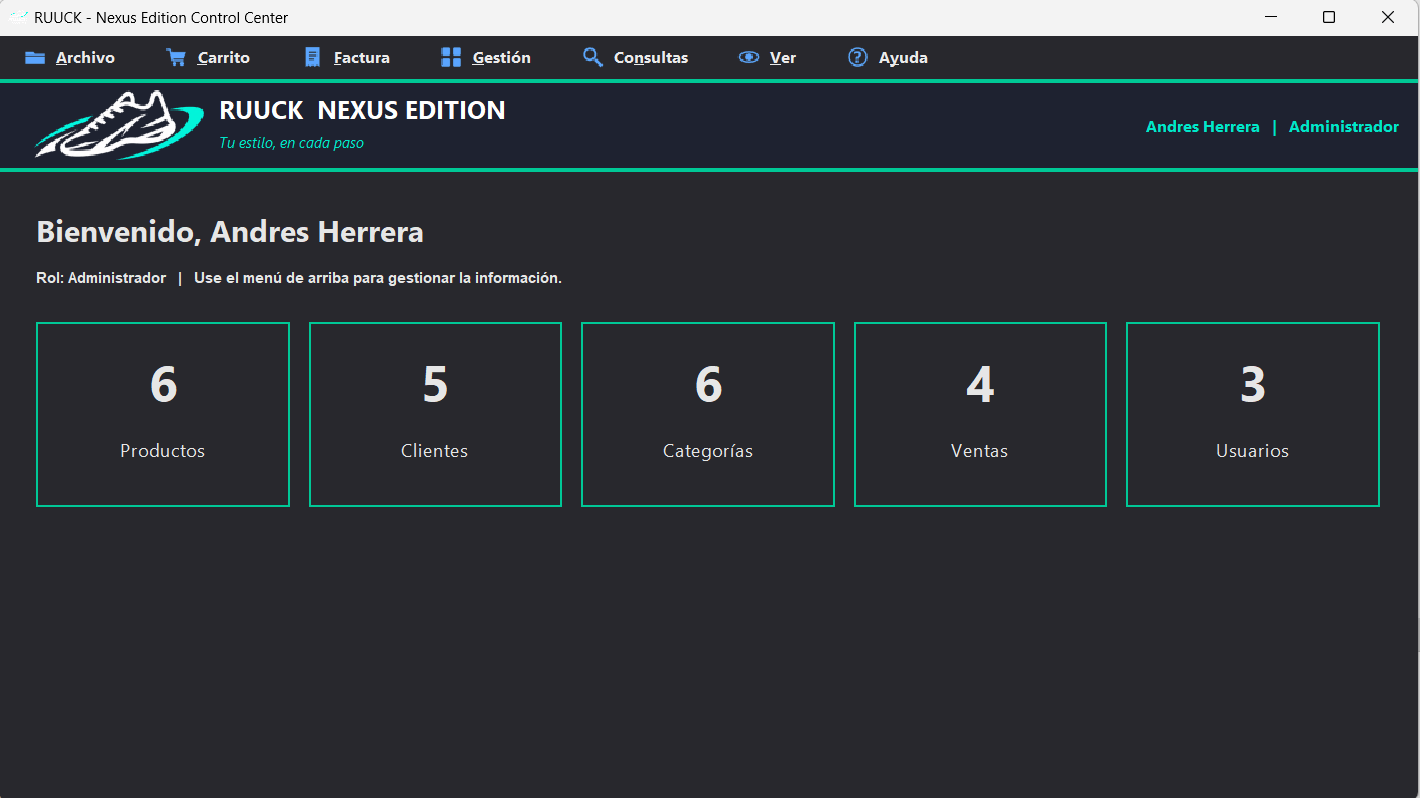 RUUCK - Nexus Edition Control Center
Archivo Carrito Factura Gestión Consultas Ver Ayuda
RUUCK NEXUS EDITION
Tu estilo, en cada paso
Andres Herrera | Administrador
Bienvenido, Andres Herrera
Rol: Administrador | Use el menú de arriba para gestionar la información.
6 5 6 4 3
Productos Clientes Categorías Ventas Usuarios